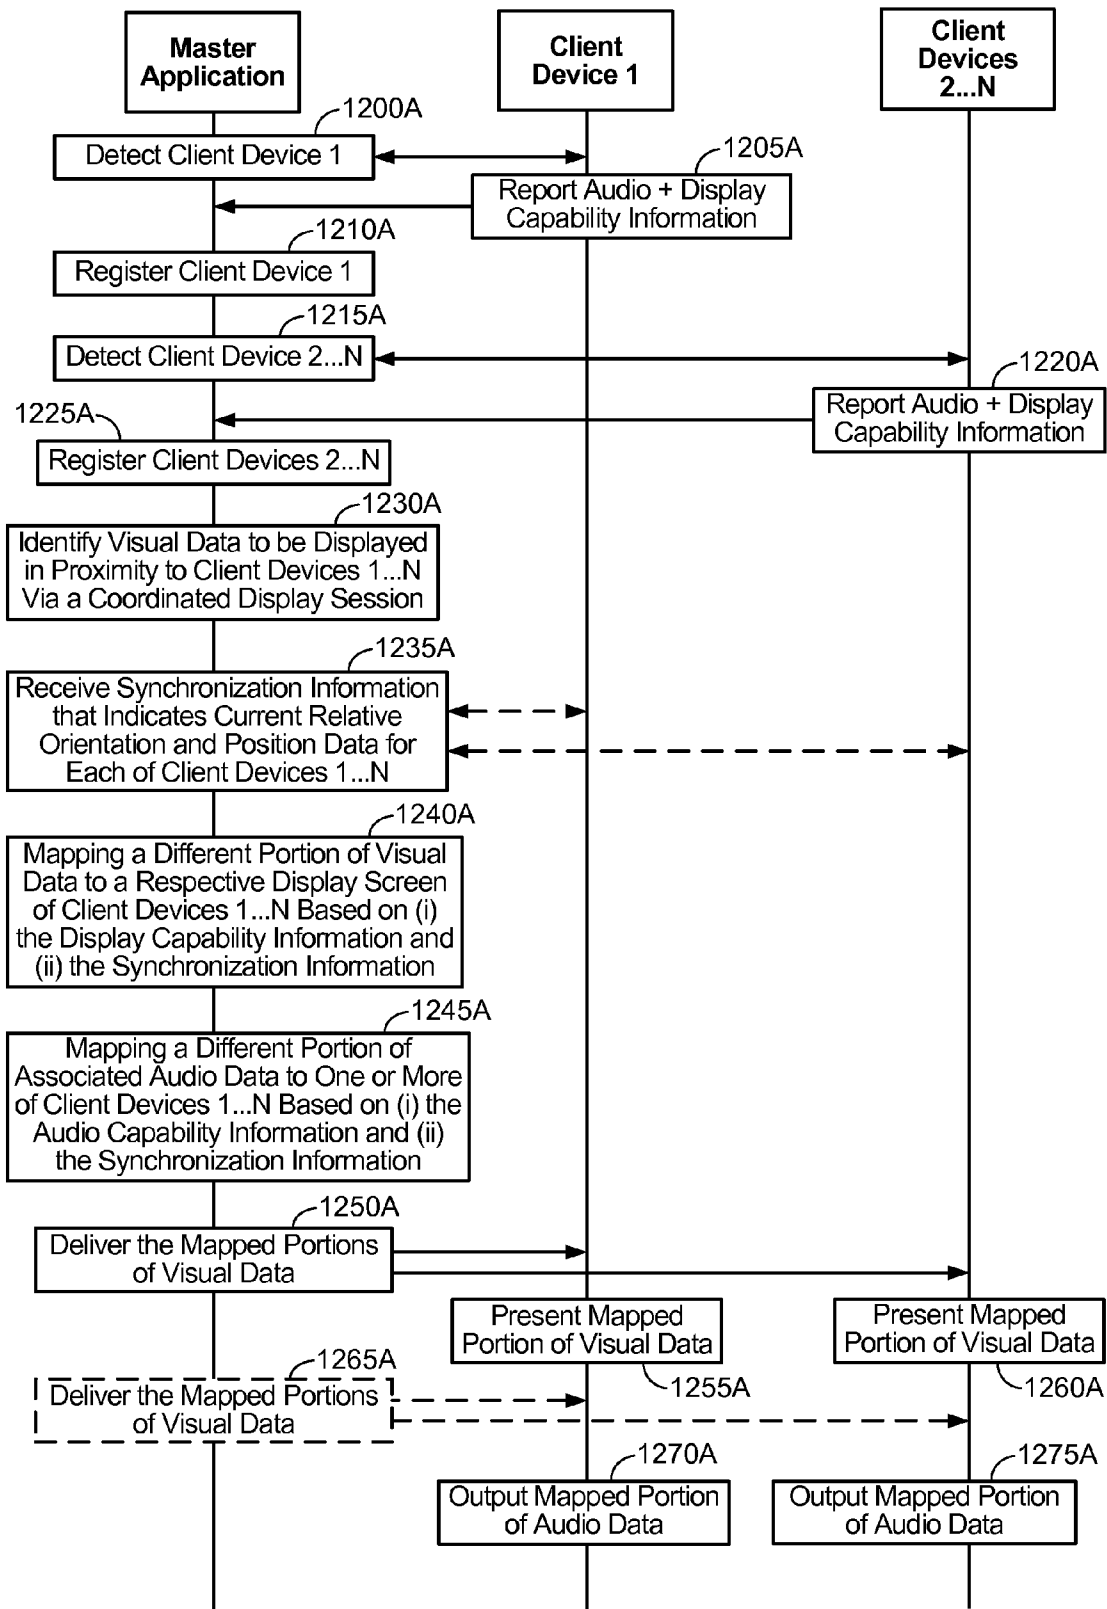 Master
Application
Client
Device 1
Client
Devices
2...N
1200A
Detect Client Device 1
1205A
Report Audio + Display
Capability Information
1210A
Register Client Device 1
1215A
Detect Client Device 2...N
1220A
Report Audio + Display
Capability Information
1225A
Register Client Devices 2...N
1230A
Identify Visual Data to be Displayed
in Proximity to Client Devices 1...N
Via a Coordinated Display Session
1235A
Receive Synchronization Information
that Indicates Current Relative
Orientation and Position Data for
Each of Client Devices 1...N
1240A
Mapping a Different Portion of Visual
Data to a Respective Display Screen
of Client Devices 1...N Based on (i)
the Display Capability Information and
(ii) the Synchronization Information
1245A
Mapping a Different Portion of
Associated Audio Data to One or More
of Client Devices 1...N Based on (i) the
Audio Capability Information and (ii)
the Synchronization Information
1250A
Deliver the Mapped Portions
of Visual Data
Present Mapped
Portion of Visual Data
1255A
Present Mapped
Portion of Visual Data
1260A
1265A
Deliver the Mapped Portions
of Visual Data
1270A
Output Mapped Portion
of Audio Data
1275A
Output Mapped Portion
of Audio Data